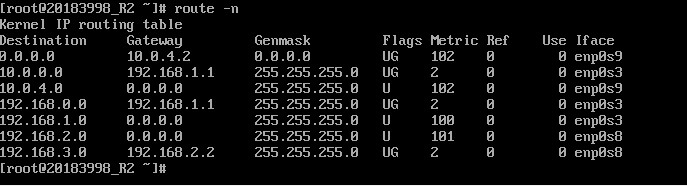 [root@20183998_R2 ~]# route -n
Kernel IP routing table
Destination     Gateway         Genmask         Flags Metric Ref    Use Iface
0.0.0.0         10.0.4.2        0.0.0.0         UG    102    0        0 enp0s9
10.0.0.0        192.168.1.1     255.255.255.0   UG    2      0        0 enp0s3
10.0.4.0        0.0.0.0         255.255.255.0   U     102    0        0 enp0s9
192.168.0.0     192.168.1.1     255.255.255.0   UG    2      0        0 enp0s3
192.168.1.0     0.0.0.0         255.255.255.0   U     100    0        0 enp0s3
192.168.2.0     0.0.0.0         255.255.255.0   U     101    0        0 enp0s8
192.168.3.0     192.168.2.2     255.255.255.0   UG    2      0        0 enp0s8
[root@20183998_R2 ~]#